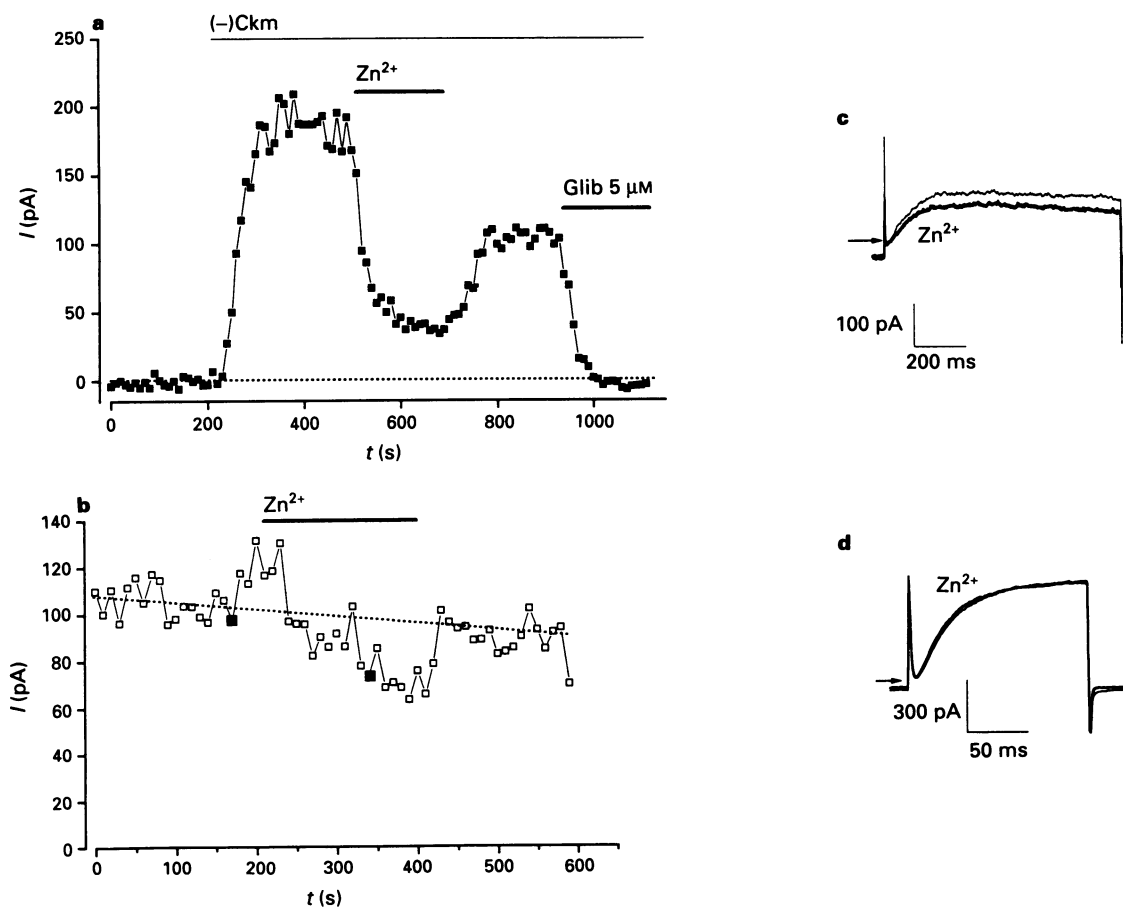 a
(–)Ckm
250
Zn²⁺
200
150
Glib 5 μM
I (pA)
100
50
0
0 200 400 600 800 1000
t (s)
b
Zn²⁺
140
120
100
80
I (pA)
60
40
20
0
0 100 200 300 400 500 600
t (s)
c
Zn²⁺
100 pA
200 ms
d
Zn²⁺
300 pA
50 ms